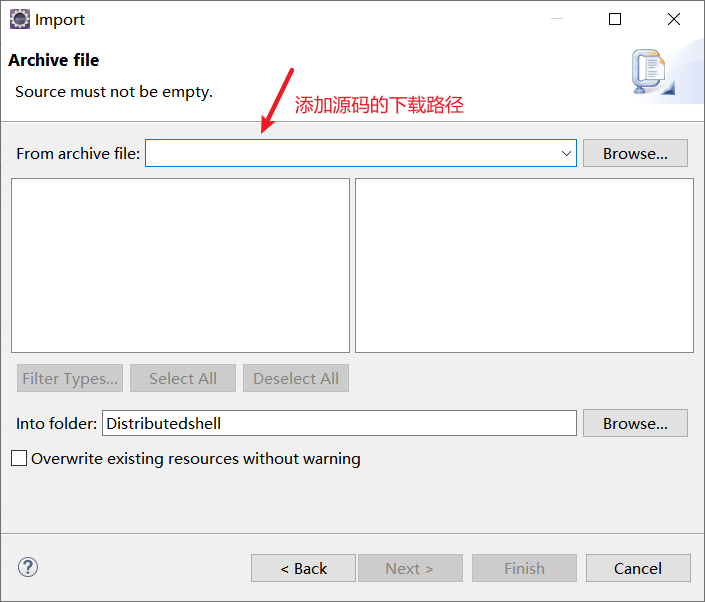 Import
Archive file
Source must not be empty.
添加源码的下载路径
From archive file:
Browse...
Filter Types...
Select All
Deselect All
Into folder:
Distributedshell
Browse...
Overwrite existing resources without warning
?
< Back
Next >
Finish
Cancel